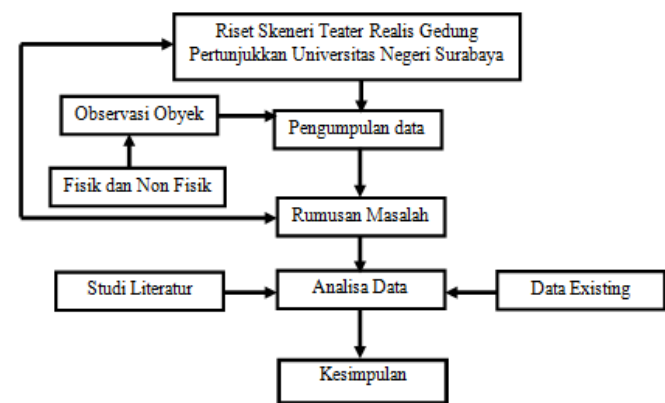 Riset Skeneri Teater Realis Gedung
Pertunjukkan Universitas Negeri Surabaya
Observasi Obyek
Pengumpulan data
Fisik dan Non Fisik
Rumusan Masalah
Studi Literatur
Analisa Data
Data Existing
Kesimpulan